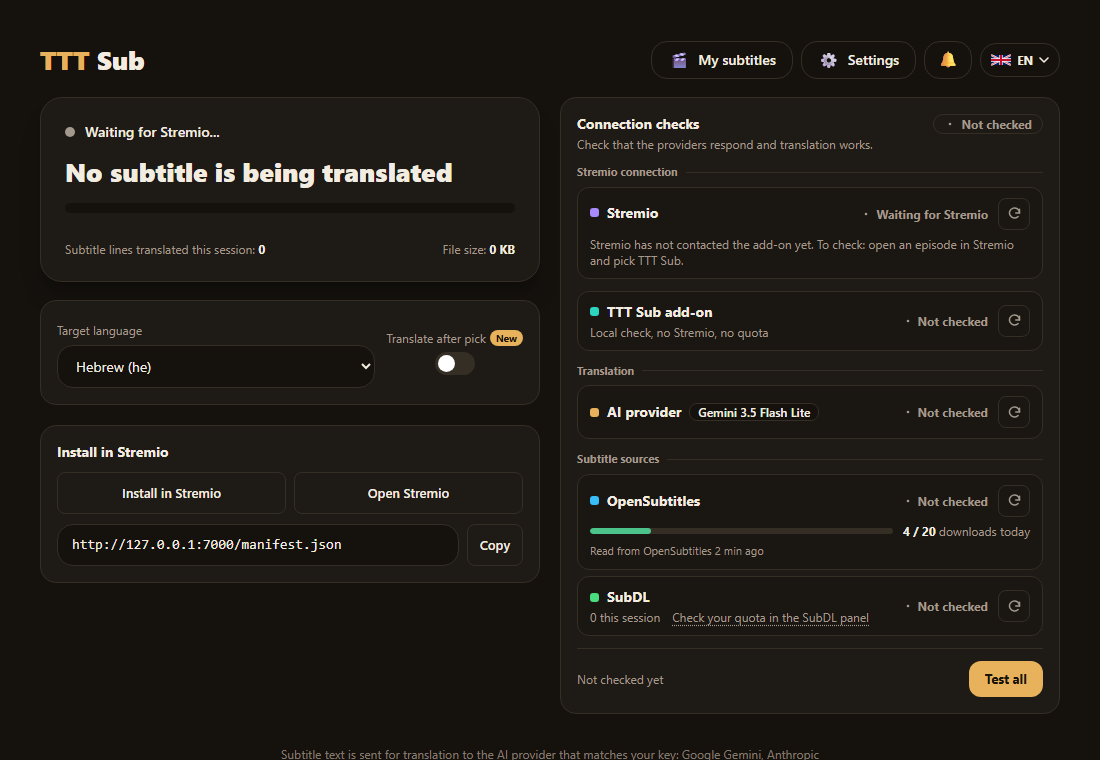 TTT Sub
My subtitles
Settings
EN
Waiting for Stremio...
No subtitle is being translated
Subtitle lines translated this session: 0
File size: 0 KB
Target language
Hebrew (he)
Translate after pick New
Install in Stremio
Install in Stremio
Open Stremio
http://127.0.0.1:7000/manifest.json
Copy
Connection checks
· Not checked
Check that the providers respond and translation works.
Stremio connection
Stremio
· Waiting for Stremio
Stremio has not contacted the add-on yet. To check: open an episode in Stremio
and pick TTT Sub.
TTT Sub add-on
Local check, no Stremio, no quota
· Not checked
Translation
AI provider Gemini 3.5 Flash Lite
· Not checked
Subtitle sources
OpenSubtitles
· Not checked
4 / 20 downloads today
Read from OpenSubtitles 2 min ago
SubDL
0 this session Check your quota in the SubDL panel
· Not checked
Not checked yet
Test all
Subtitle text is sent for translation to the AI provider that matches your key: Google Gemini, Anthropic